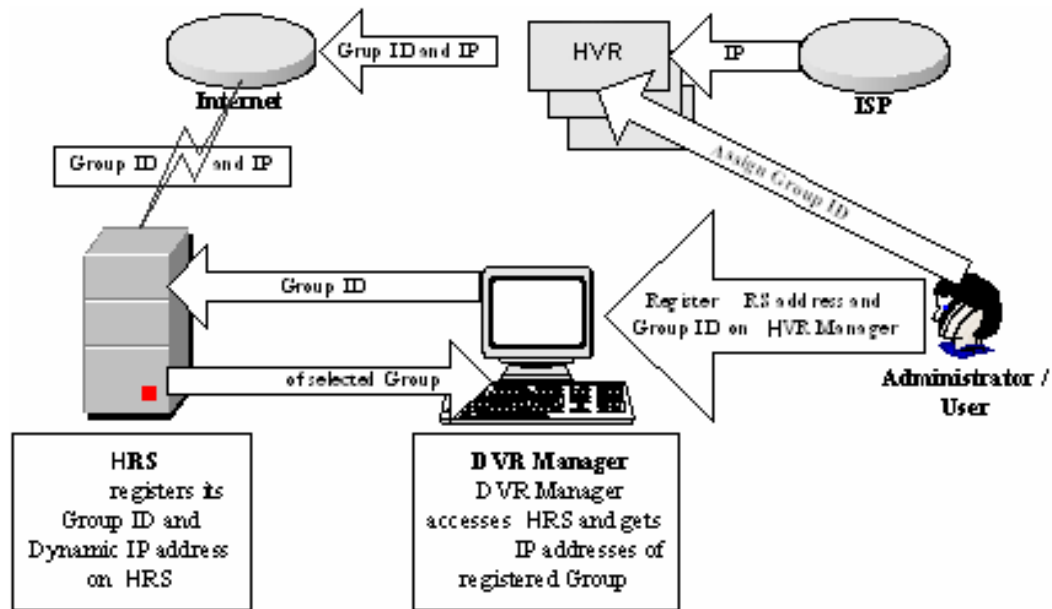 Grup ID and IP
HVR
IP
Internet
ISP
Group ID and IP
Assign Group ID
Group ID
Register RS address and
Group ID on HVR Manager
of selected Group
Administrator /
User
HRS
registers its
Group ID and
Dynamic IP address
on HRS
DVR Manager
DVR Manager
accesses HRS and gets
IP addresses of
registered Group